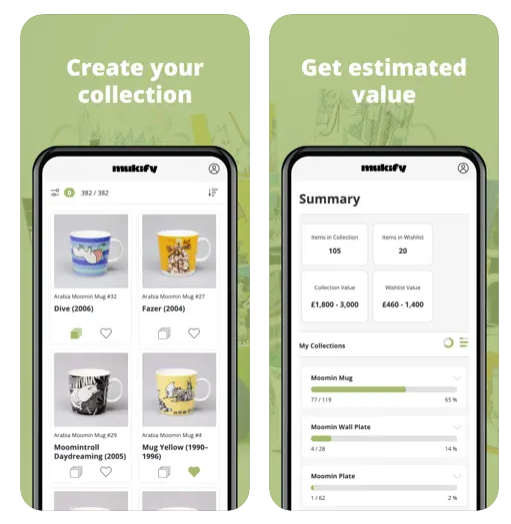 Create your
collection
mukify
0 382 / 382
Arabia Moomin Mug #32
Dive (2006)
Arabia Moomin Mug #27
Fazer (2004)
Arabia Moomin Mug #29
Moomintroll
Daydreaming (2005)
Arabia Moomin Mug #4
Mug Yellow (1990–
1996)
Get estimated
value
mukify
Summary
Items in Collection
105
Items in Wishlist
20
Collection Value
£1,800 - 3,000
Wishlist Value
£460 - 1,400
My Collections
Moomin Mug
77 / 119 65 %
Moomin Wall Plate
4 / 28 14 %
Moomin Plate
1 / 62 2 %